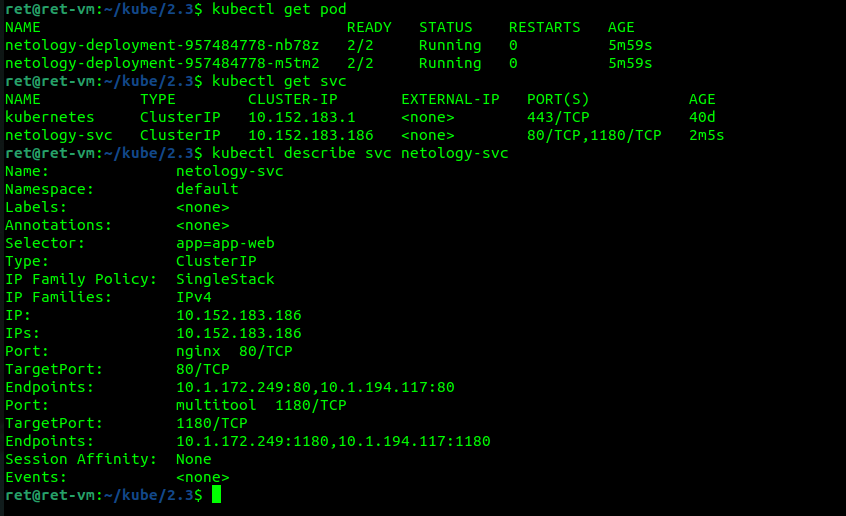 ret@ret-vm:~/kube/2.3$ kubectl get pod
NAME                                  READY   STATUS    RESTARTS   AGE
netology-deployment-957484778-nb78z   2/2     Running   0          5m59s
netology-deployment-957484778-m5tm2   2/2     Running   0          5m59s
ret@ret-vm:~/kube/2.3$ kubectl get svc
NAME           TYPE        CLUSTER-IP       EXTERNAL-IP   PORT(S)           AGE
kubernetes     ClusterIP   10.152.183.1     <none>        443/TCP           40d
netology-svc   ClusterIP   10.152.183.186   <none>        80/TCP,1180/TCP   2m5s
ret@ret-vm:~/kube/2.3$ kubectl describe svc netology-svc
Name:              netology-svc
Namespace:         default
Labels:            <none>
Annotations:       <none>
Selector:          app=app-web
Type:              ClusterIP
IP Family Policy:  SingleStack
IP Families:       IPv4
IP:                10.152.183.186
IPs:               10.152.183.186
Port:              nginx  80/TCP
TargetPort:        80/TCP
Endpoints:         10.1.172.249:80,10.1.194.117:80
Port:              multitool  1180/TCP
TargetPort:        1180/TCP
Endpoints:         10.1.172.249:1180,10.1.194.117:1180
Session Affinity:  None
Events:            <none>
ret@ret-vm:~/kube/2.3$